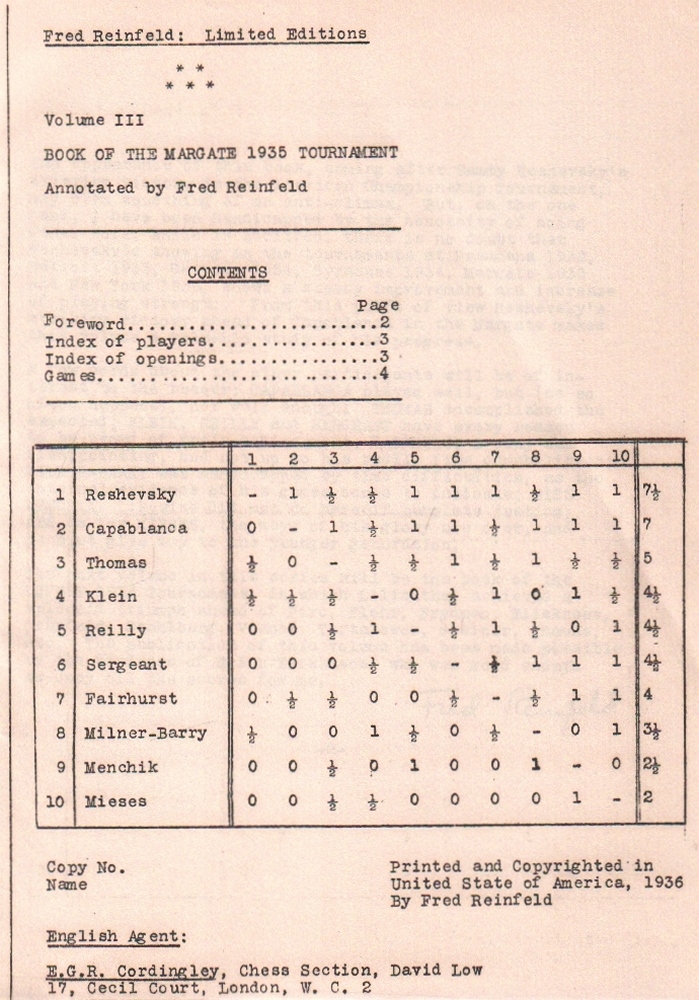 Fred Reinfeld: Limited Editions
* *
* * *
Volume III
BOOK OF THE MARGATE 1935 TOURNAMENT
Annotated by Fred Reinfeld
CONTENTS
Page
Foreword........................2
Index of players................3
Index of openings...............3
Games...........................4
1 2 3 4 5 6 7 8 9 10
1 Reshevsky - 1 ½ ½ 1 1 1 ½ 1 1 7½
2 Capablanca 0 - 1 ½ 1 1 ½ 1 1 1 7
3 Thomas ½ 0 - ½ ½ 1 ½ 1 ½ ½ 5
4 Klein ½ ½ ½ - 0 ½ 1 0 1 ½ 4½
5 Reilly 0 0 ½ 1 - ½ 1 ½ 0 1 4½
6 Sergeant 0 0 0 ½ ½ - ½ 1 1 1 4½
7 Fairhurst 0 ½ ½ 0 0 ½ - ½ 1 1 4
8 Milner-Barry ½ 0 0 1 ½ 0 ½ - 0 1 3½
9 Menchik 0 0 ½ 0 1 0 0 1 - 0 2½
10 Mieses 0 0 ½ ½ 0 0 0 0 1 - 2
Copy No.
Name
Printed and Copyrighted in
United State of America, 1936
By Fred Reinfeld
English Agent:
E.G.R. Cordingley, Chess Section, David Low
17, Cecil Court, London, W. C. 2